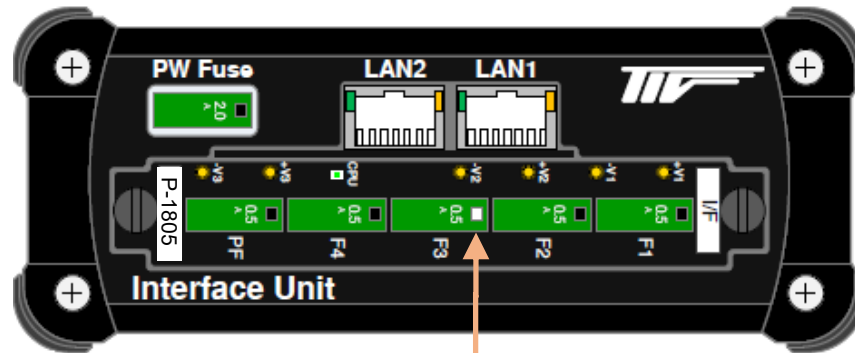 PW Fuse
LAN2
LAN1
2.0 A
-V3
+V3
CPU
-V2
+V2
-V1
+V1
P-1805
0.5 A
0.5 A
0.5 A
0.5 A
0.5 A
I/F
PF
F4
F3
F2
F1
Interface Unit